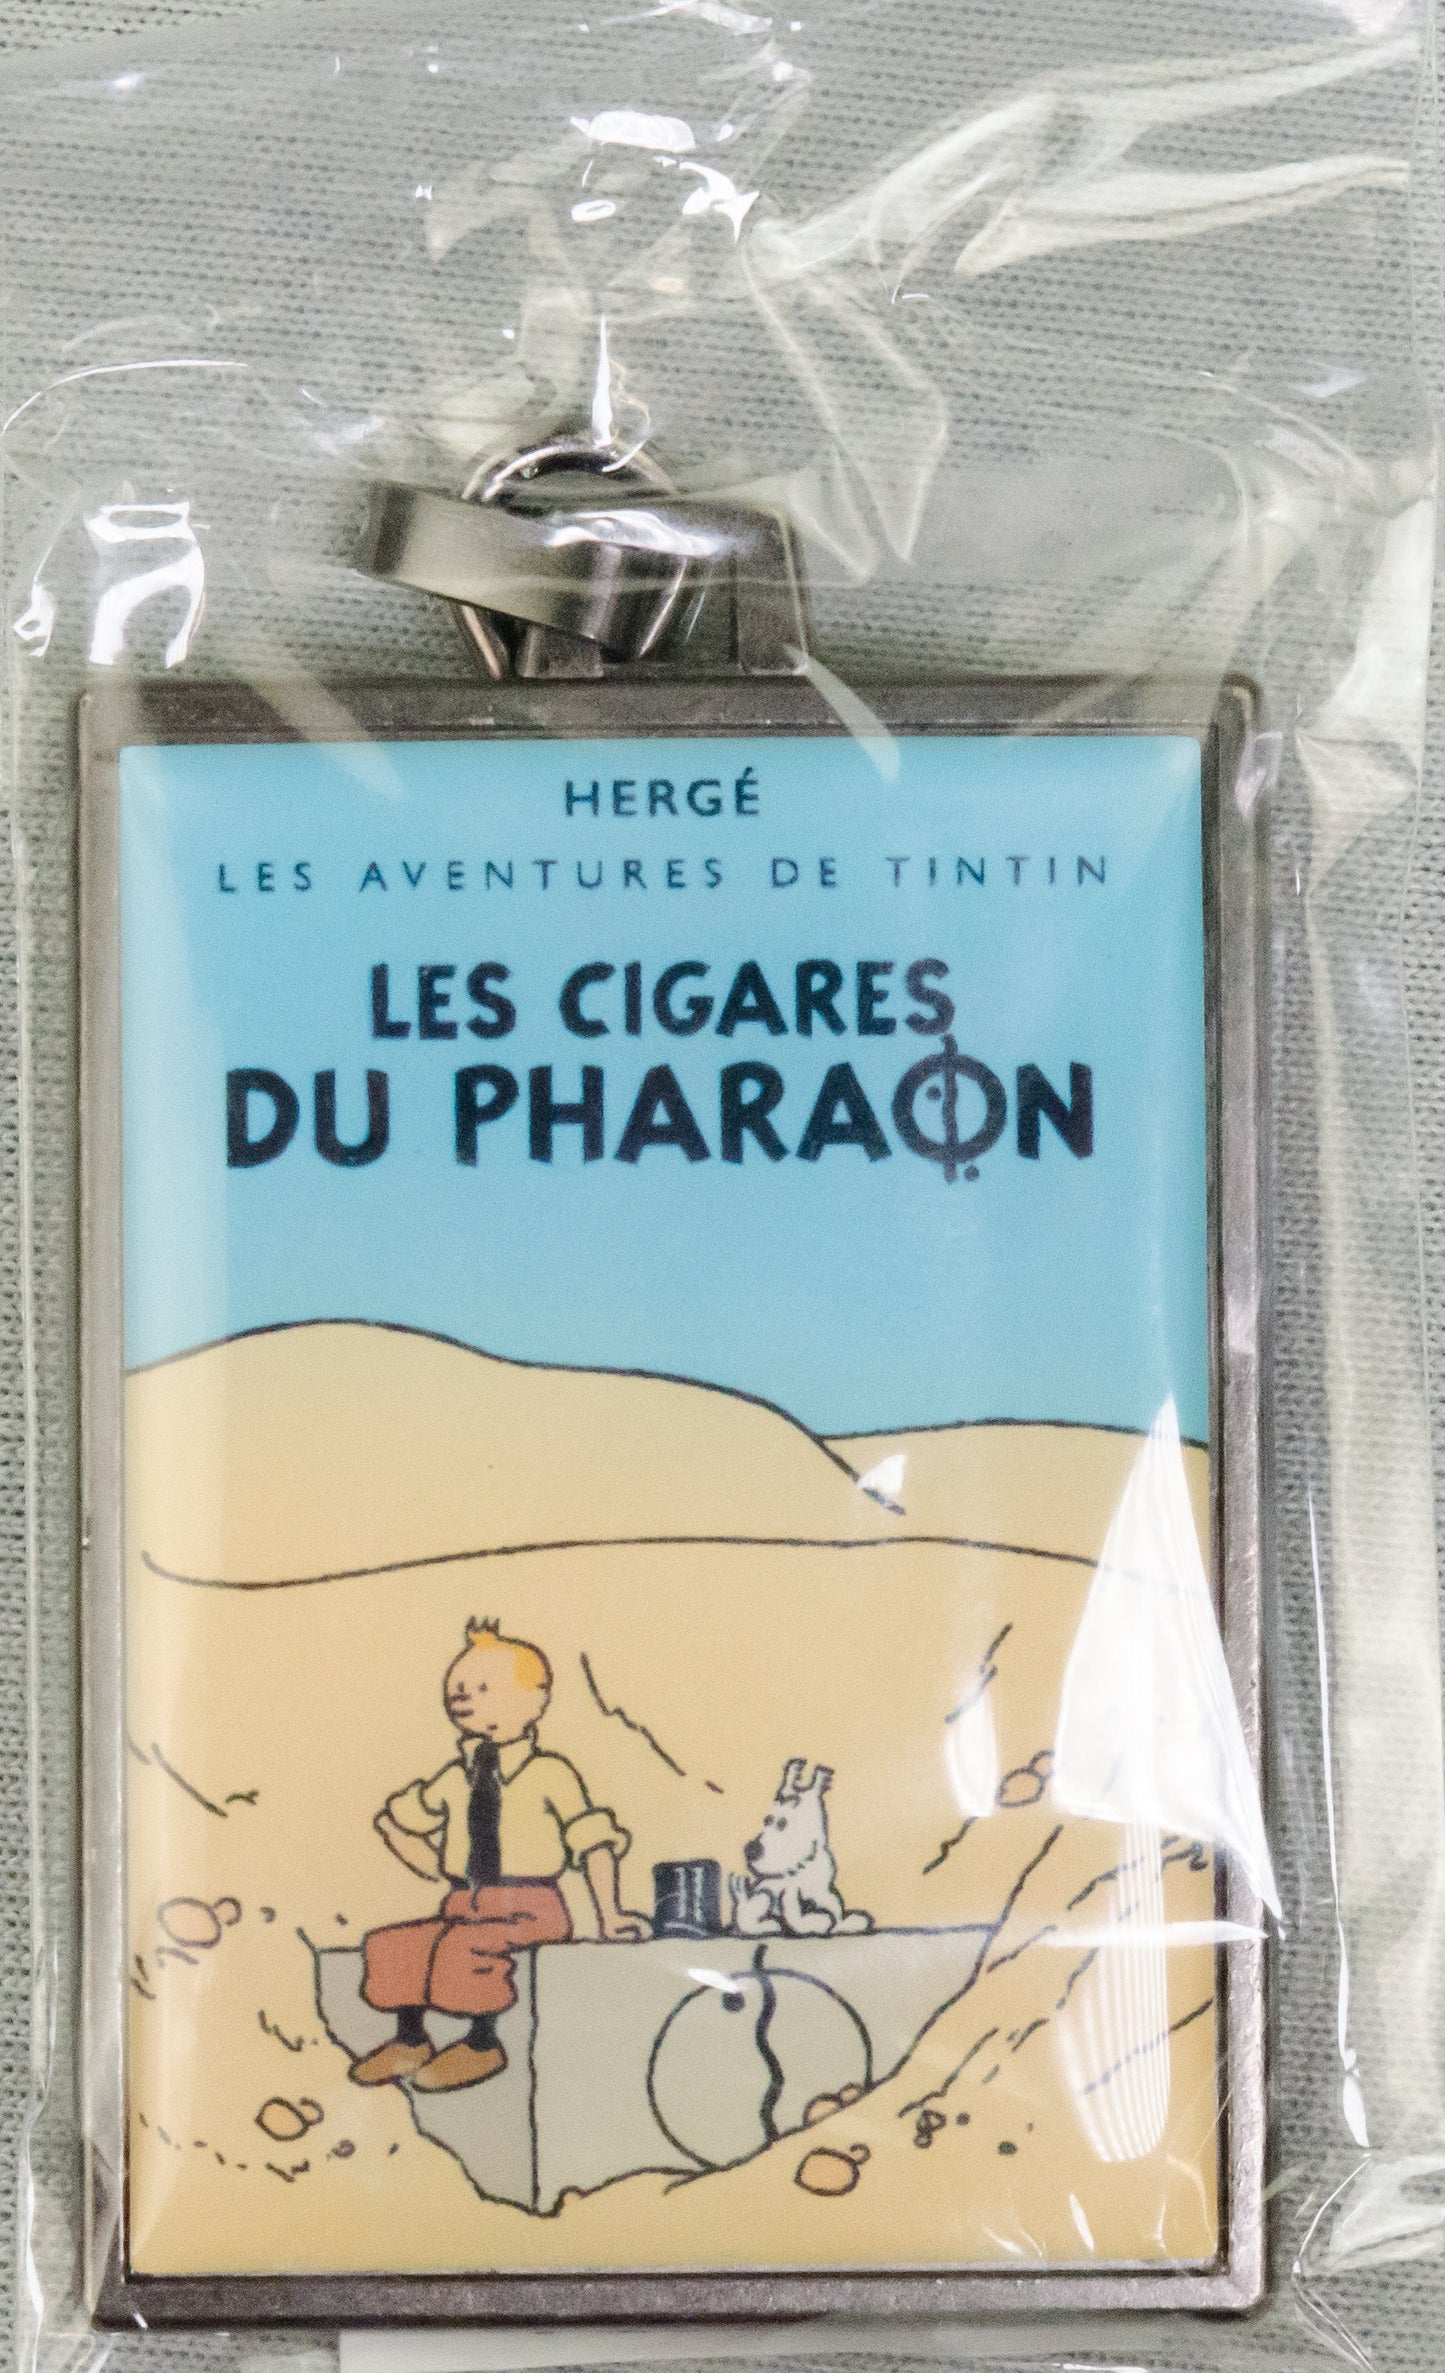 HERGÉ
LES AVENTURES DE TINTIN
LES CIGARES
DU PHARAON